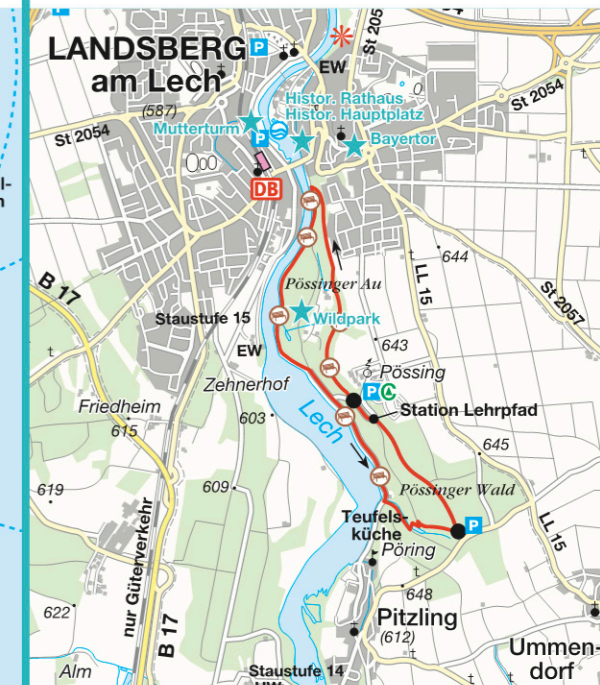 P
St 205
54
LANDSBERG
am Lech
P
EW
(587)
St 2054
Histor. Rathaus
Histor. Hauptplatz
St 2054
Mutterturm
P
Bayertor
DB
l-
n
644
LL 15
B 17
Pössinger Au
St 2057
Staustufe 15
Wildpark
EW
643
Zehnerhof
Pössing
P
Friedheim
603
Station Lehrpfad
615
Lech
645
619
609
Pössinger Wald
Teufels-
küche
P
LL 15
nur Güterverkehr
Pöring
648
622
Pitzling
(612)
B 17
Ummen-
dorf
Alm
Staustufe 14